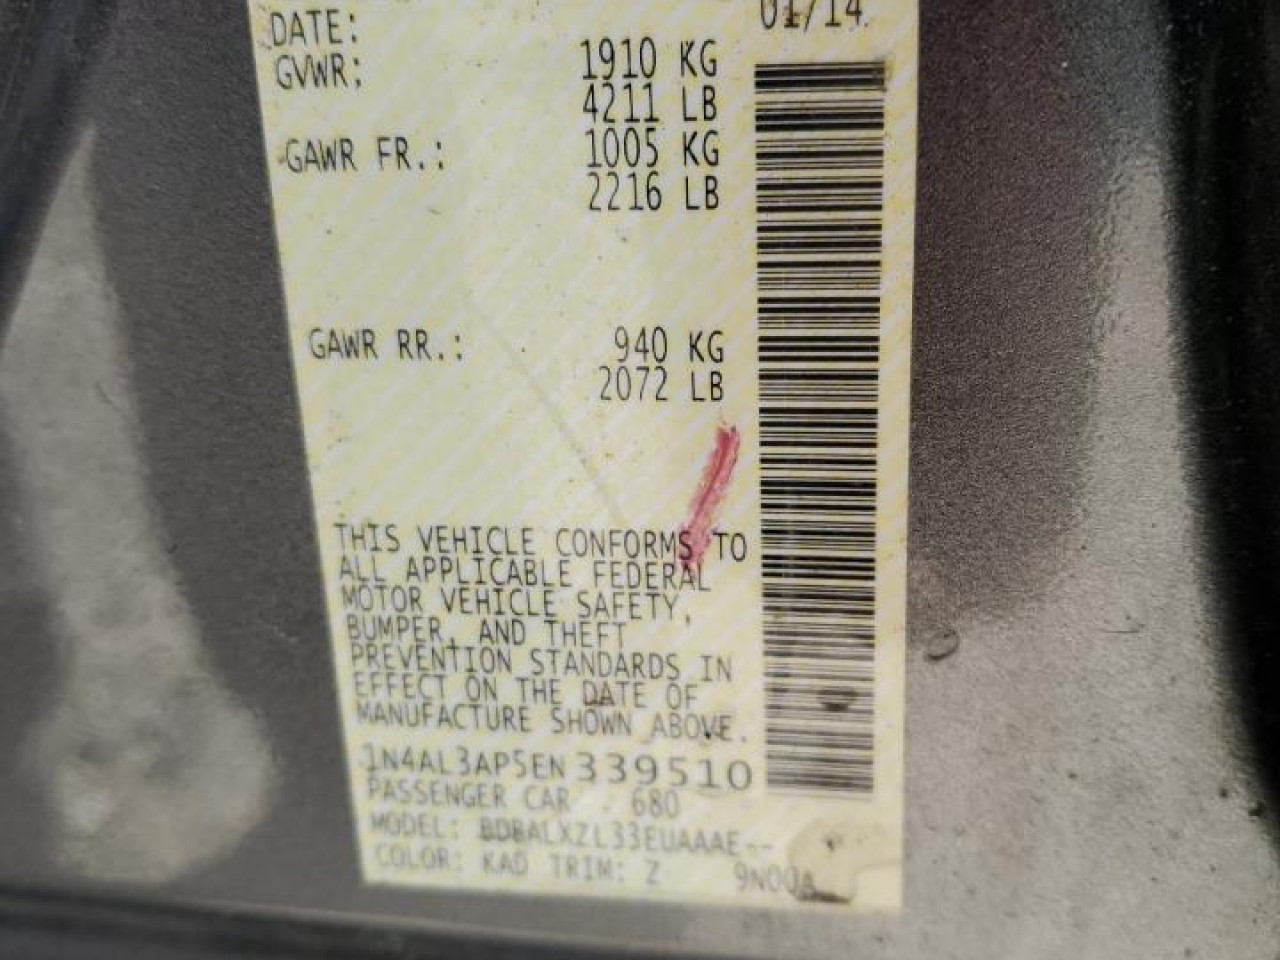 DATE: 01/14
GVWR: 1910 KG
4211 LB
GAWR FR.: 1005 KG
2216 LB
GAWR RR.: 940 KG
2072 LB
THIS VEHICLE CONFORMS TO
ALL APPLICABLE FEDERAL
MOTOR VEHICLE SAFETY,
BUMPER, AND THEFT
PREVENTION STANDARDS IN
EFFECT ON THE DATE OF
MANUFACTURE SHOWN ABOVE.
1N4AL3AP5EN339510
PASSENGER CAR 680
MODEL: BDBALXZL33EUAAAE--
COLOR: KAD TRIM: Z 9N00A